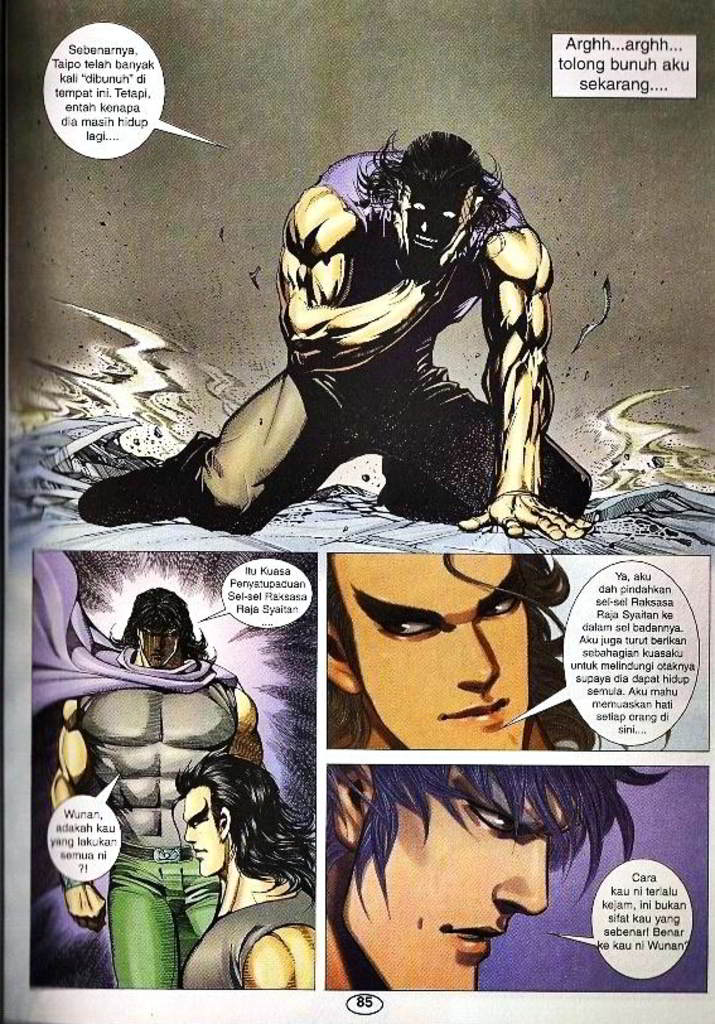 Sebenarnya,
Taipo telah banyak
kali "dibunuh" di
tempat ini. Tetapi,
entah kenapa
dia masih hidup
lagi....
Arghh...arghh...
tolong bunuh aku
sekarang....
Itu Kuasa
Penyatupaduan
Sel-sel Raksasa
Raja Syaitan
....
Wunan,
adakah kau
yang lakukan
semua ni
?!
Ya, aku
dah pindahkan
sel-sel Raksasa
Raja Syaitan ke
dalam sel badannya.
Aku juga turut berikan
sebahagian kuasaku
untuk melindungi otaknya
supaya dia dapat hidup
semula. Aku mahu
memuaskan hati
setiap orang di
sini....
Cara
kau ni terlalu
kejam, ini bukan
sifat kau yang
sebenar! Benar
ke kau ni Wunan?
85